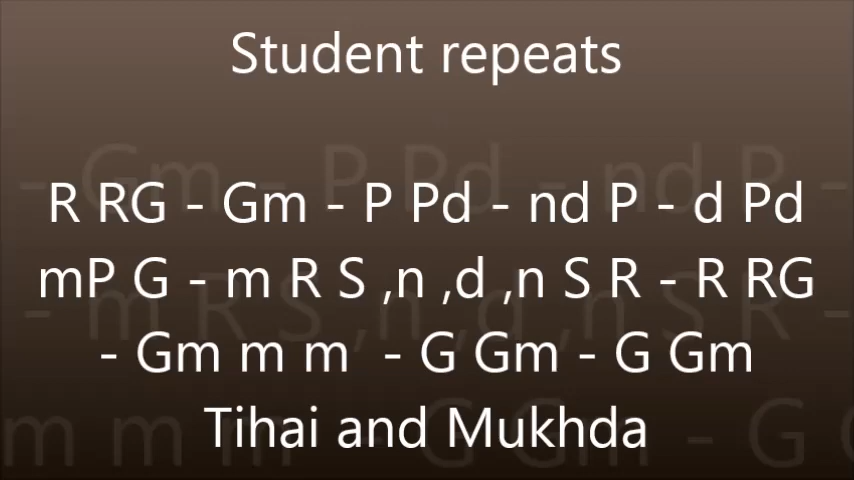 Student repeats
R RG - Gm - P Pd - nd P - d Pd
mP G - m R S ,n ,d ,n S R - R RG
- Gm m m - G Gm - G Gm
Tihai and Mukhda